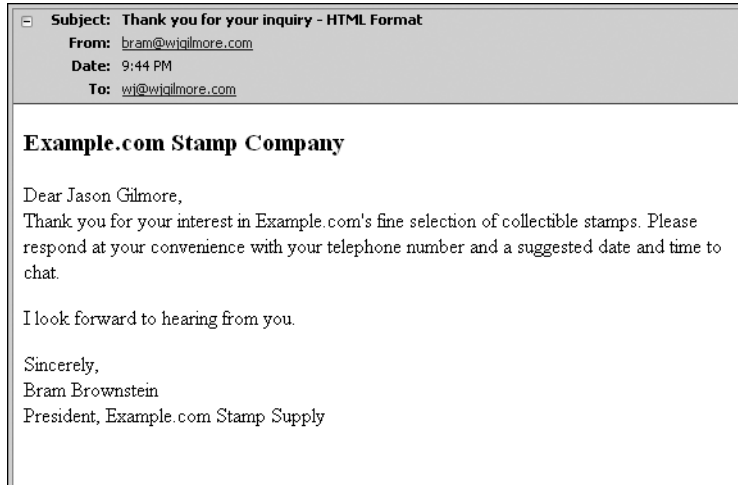 Subject: Thank you for your inquiry - HTML Format
From: bram@wjgilmore.com
Date: 9:44 PM
To: wj@wjgilmore.com
Example.com Stamp Company
Dear Jason Gilmore,
Thank you for your interest in Example.com's fine selection of collectible stamps. Please
respond at your convenience with your telephone number and a suggested date and time to
chat.
I look forward to hearing from you.
Sincerely,
Bram Brownstein
President, Example.com Stamp Supply